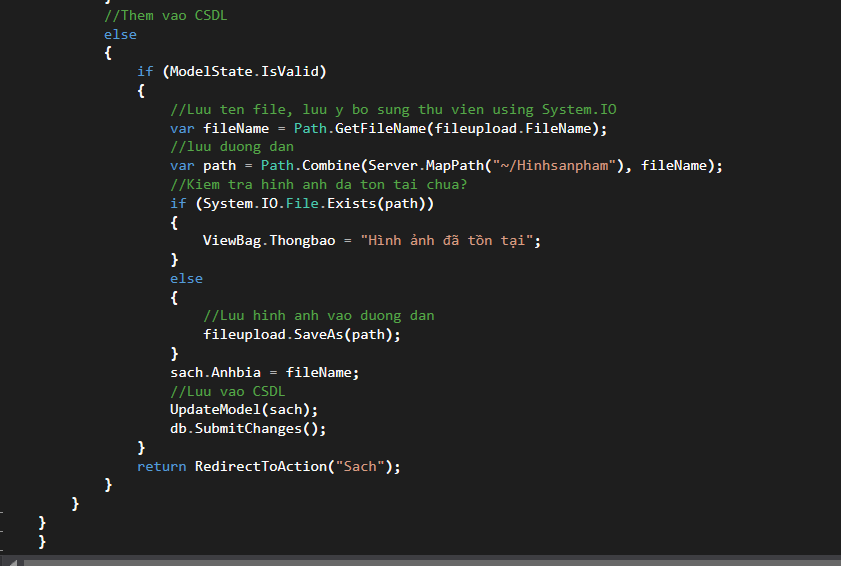 }
//Them vao CSDL
else
{
if (ModelState.IsValid)
{
//Luu ten file, luu y bo sung thu vien using System.IO
var fileName = Path.GetFileName(fileupload.FileName);
//luu duong dan
var path = Path.Combine(Server.MapPath("~/Hinhsanpham"), fileName);
//Kiem tra hinh anh da ton tai chua?
if (System.IO.File.Exists(path))
{
ViewBag.Thongbao = "Hình ảnh đã tồn tại";
}
else
{
//Luu hinh anh vao duong dan
fileupload.SaveAs(path);
}
sach.Anhbia = fileName;
//Luu vao CSDL
UpdateModel(sach);
db.SubmitChanges();
}
return RedirectToAction("Sach");
}
}
}
}